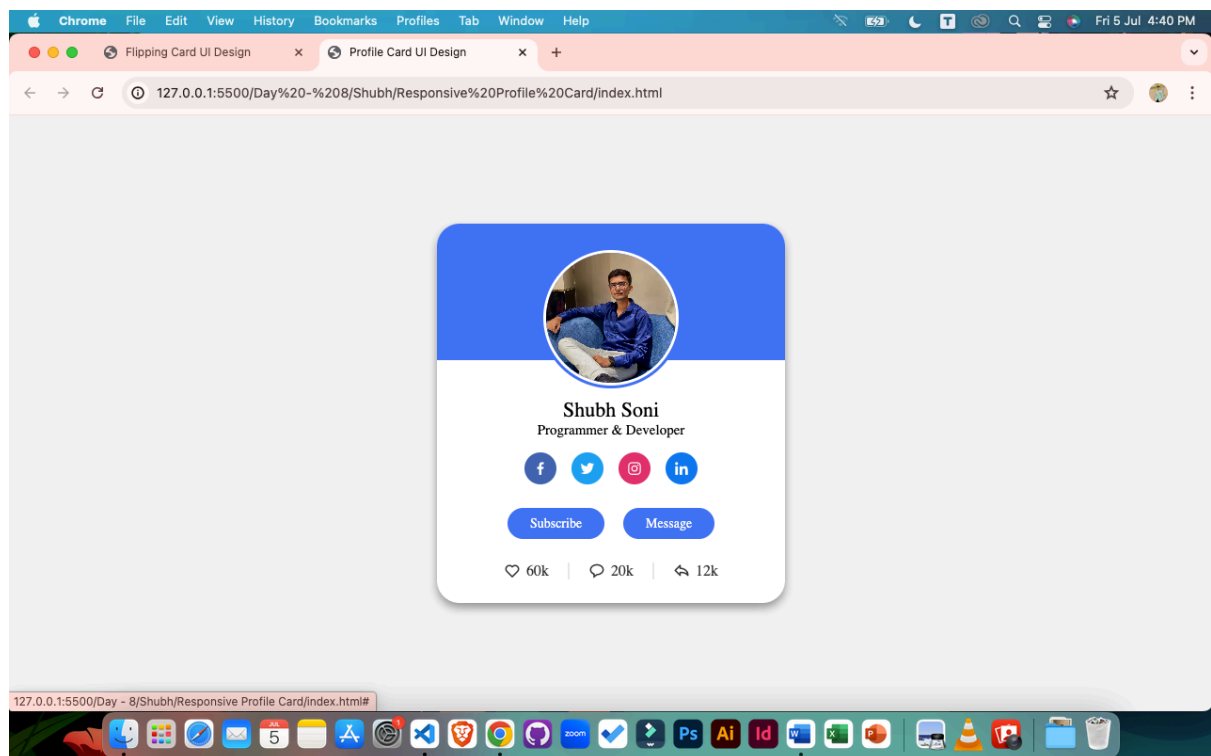 Chrome File Edit View History Bookmarks Profiles Tab Window Help Fri 5 Jul 4:40 PM
Flipping Card UI Design Profile Card UI Design
127.0.0.1:5500/Day%20-%208/Shubh/Responsive%20Profile%20Card/index.html
Shubh Soni
Programmer & Developer
Subscribe Message
60k 20k 12k
127.0.0.1:5500/Day - 8/Shubh/Responsive Profile Card/index.html#
JUL
5 zoom Ps Ai Id W X P
1